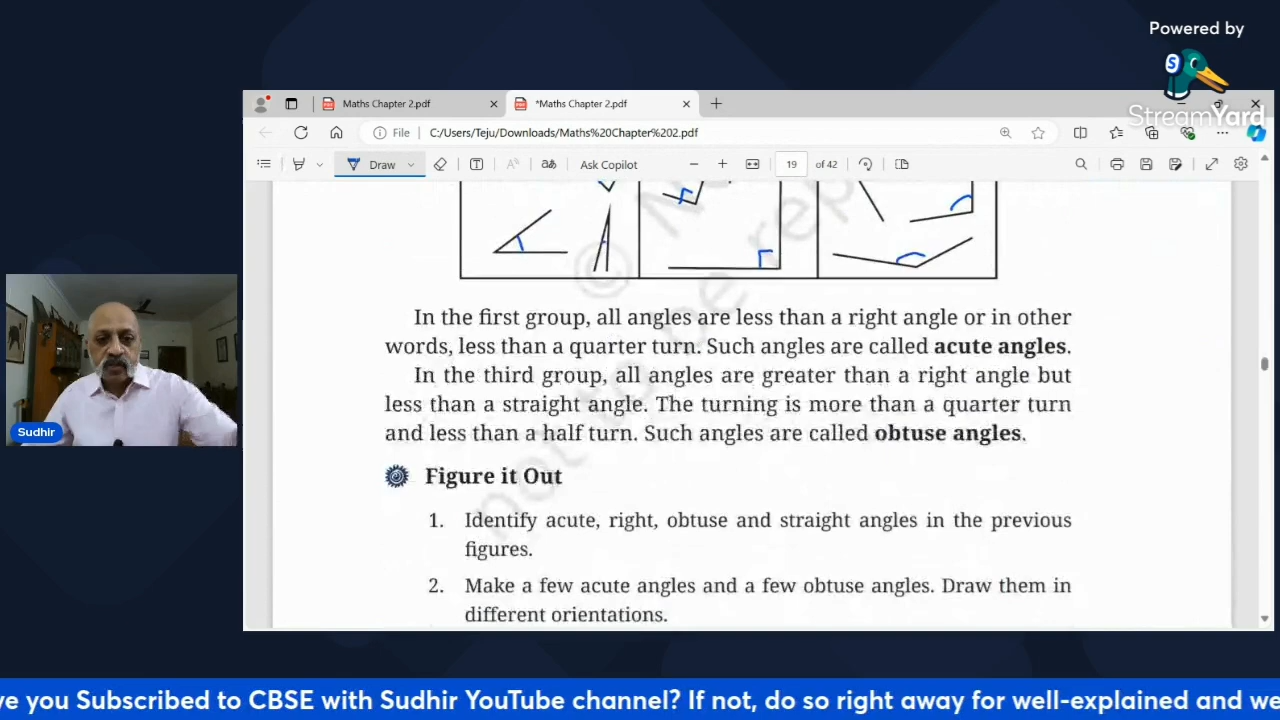 Powered by
StreamYard
Maths Chapter 2.pdf
*Maths Chapter 2.pdf
File
C:/Users/Teju/Downloads/Maths%20Chapter%202.pdf
Draw
Ask Copilot
19
of 42
In the first group, all angles are less than a right angle or in other
words, less than a quarter turn. Such angles are called acute angles.
In the third group, all angles are greater than a right angle but
less than a straight angle. The turning is more than a quarter turn
and less than a half turn. Such angles are called obtuse angles.
Figure it Out
1. Identify acute, right, obtuse and straight angles in the previous
figures.
2. Make a few acute angles and a few obtuse angles. Draw them in
different orientations.
not to be rep
Sudhir
ve you Subscribed to CBSE with Sudhir YouTube channel? If not, do so right away for well-explained and we